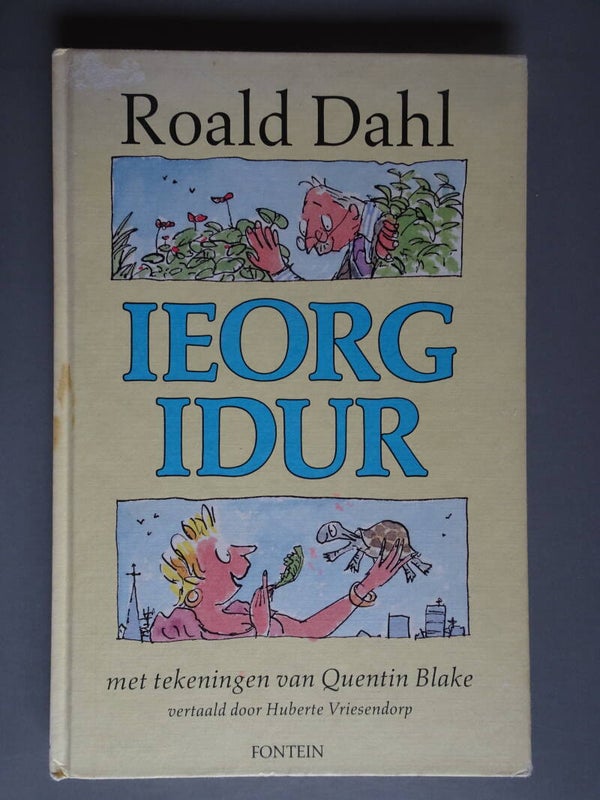 Roald Dahl
IEORG
IDUR
met tekeningen van Quentin Blake
vertaald door Huberte Vriesendorp
FONTEIN